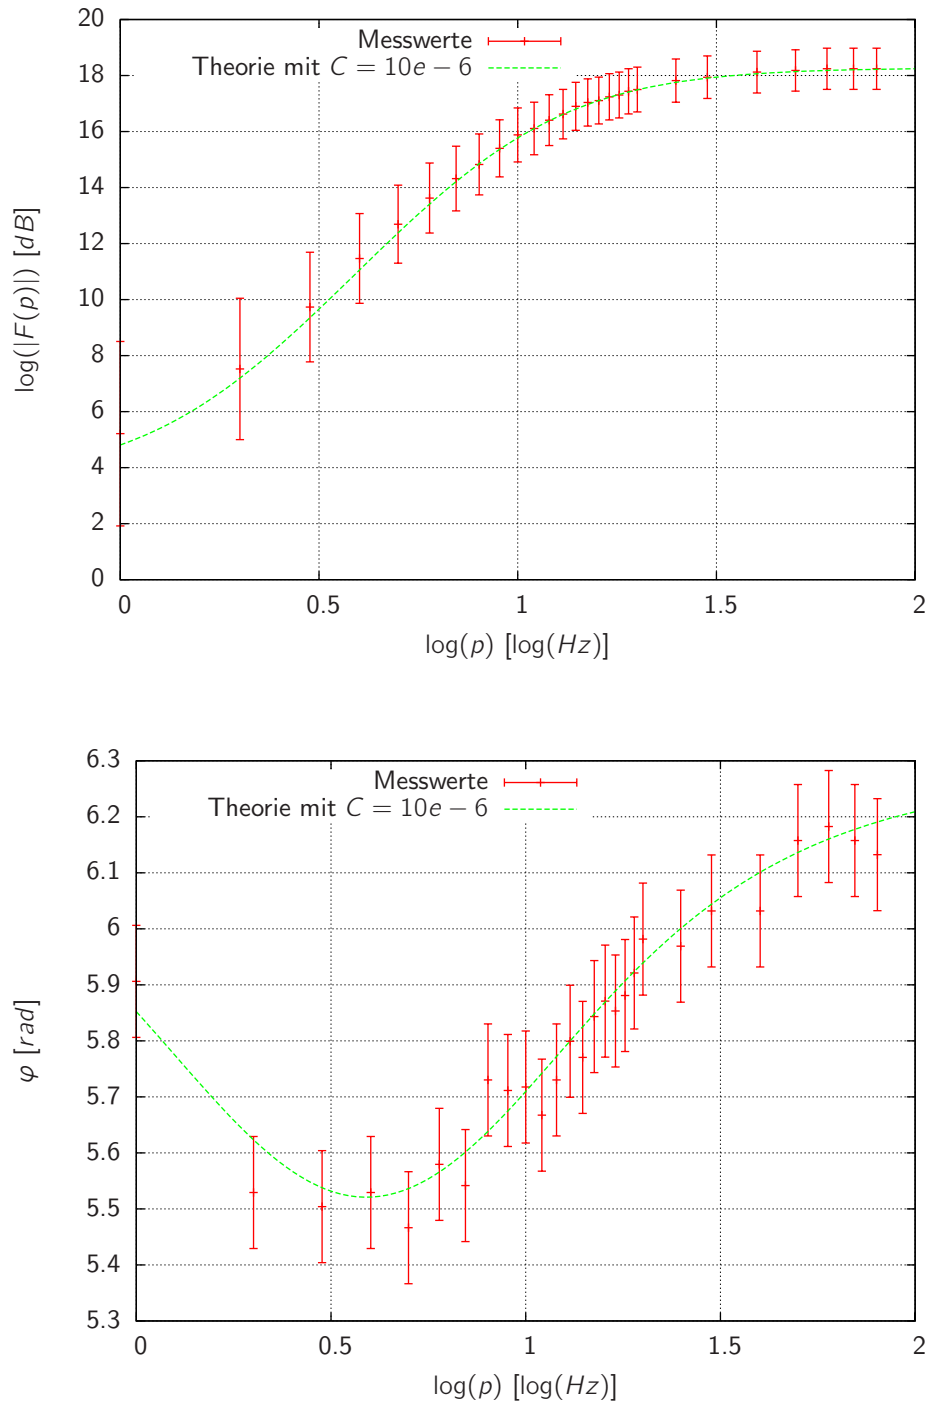 20
18
16
14
12
10
8
6
4
2
0
log(|F(p)|) [dB]
Messwerte
Theorie mit C = 10e − 6
0 0.5 1 1.5 2
log(p) [log(Hz)]
6.3
6.2
6.1
6
5.9
5.8
5.7
5.6
5.5
5.4
5.3
φ [rad]
Messwerte
Theorie mit C = 10e − 6
0 0.5 1 1.5 2
log(p) [log(Hz)]